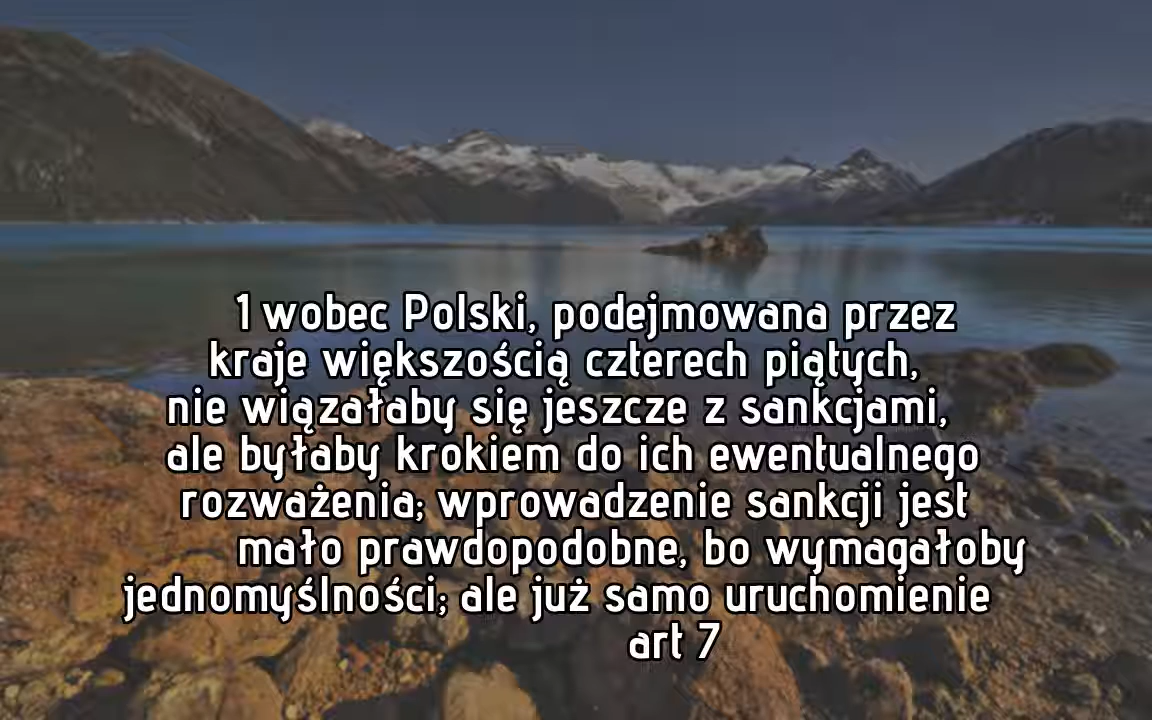 1 wobec Polski, podejmowana przez
kraje większością czterech piątych,
nie wiązałaby się jeszcze z sankcjami,
ale byłaby krokiem do ich ewentualnego
rozważenia; wprowadzenie sankcji jest
mało prawdopodobne, bo wymagałoby
jednomyślności; ale już samo uruchomienie
art 7